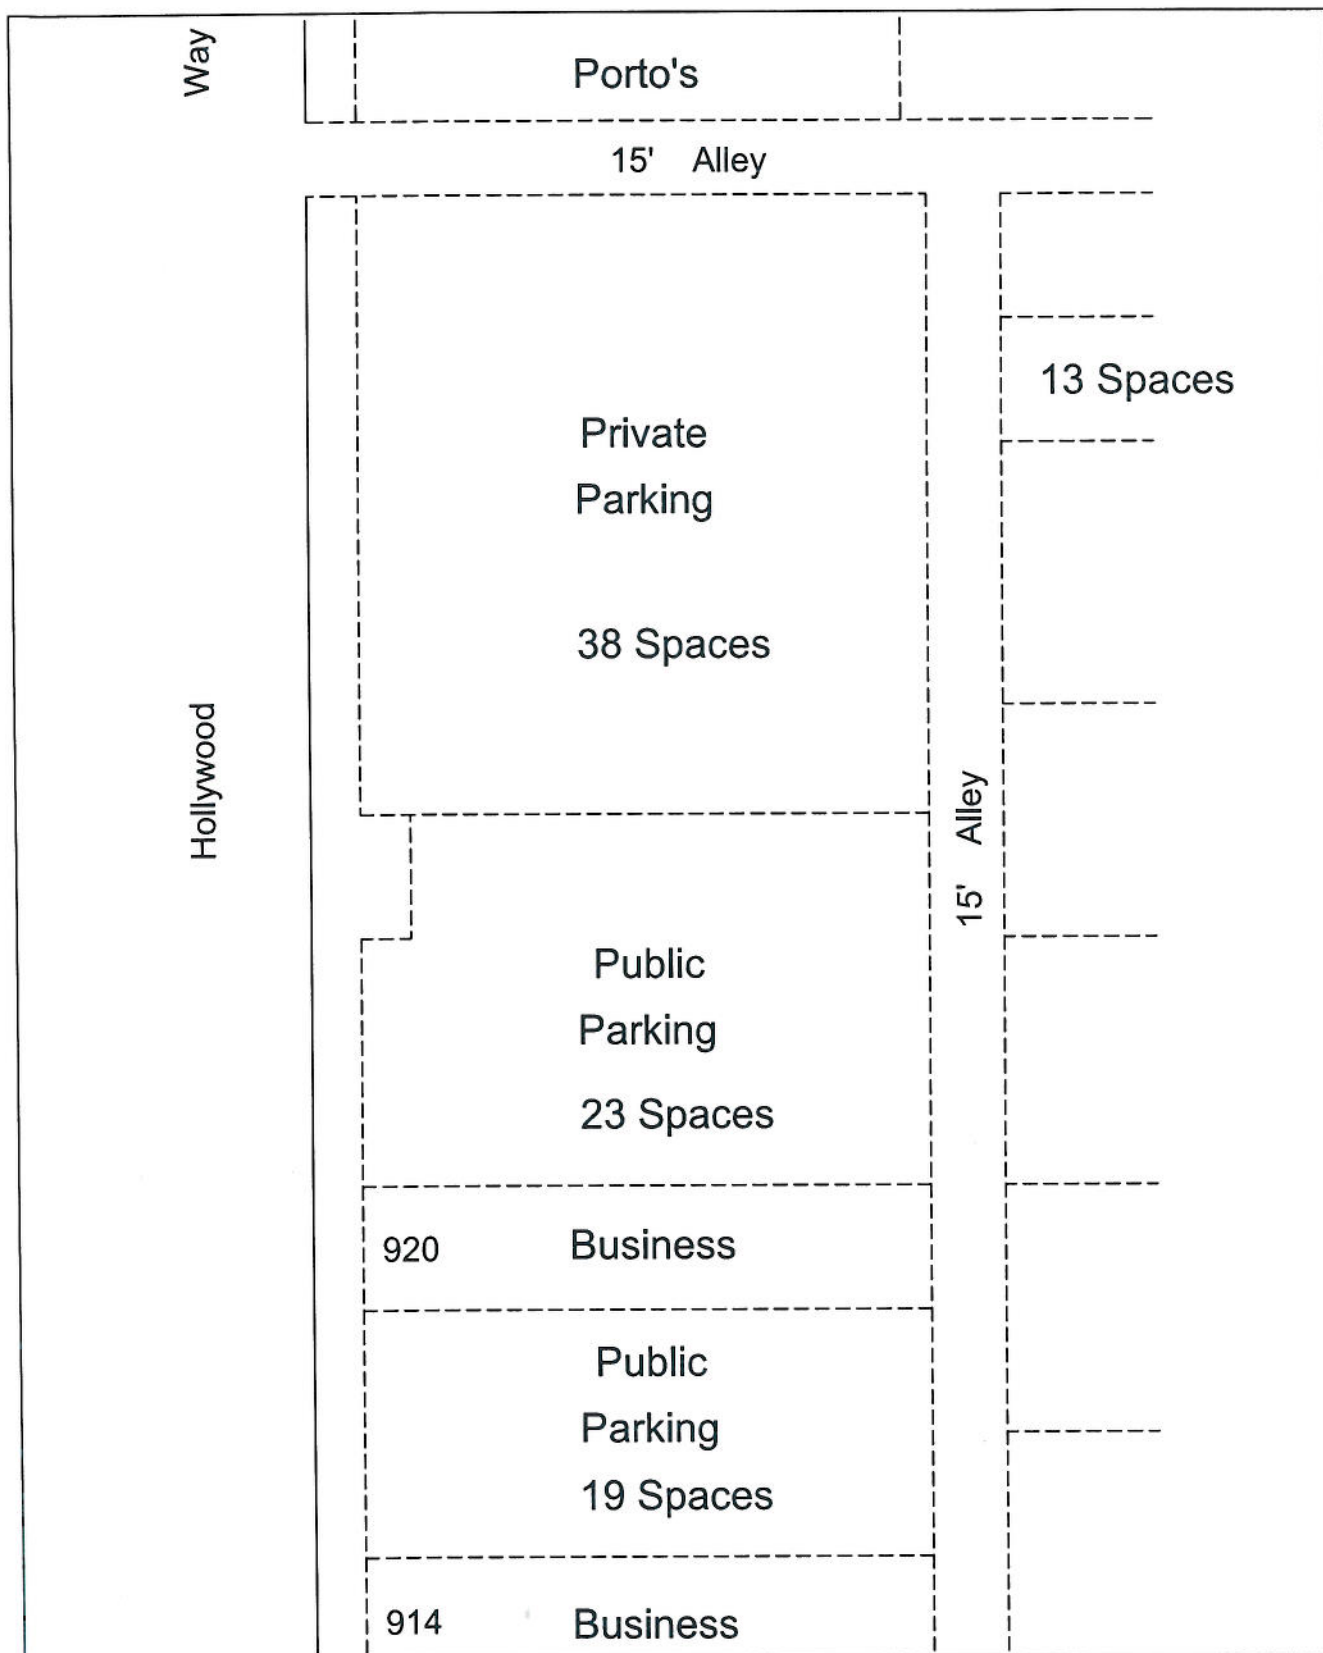 Way
Porto's
15' Alley
13 Spaces
Private
Parking
38 Spaces
Hollywood
15' Alley
Public
Parking
23 Spaces
920 Business
Public
Parking
19 Spaces
914 Business